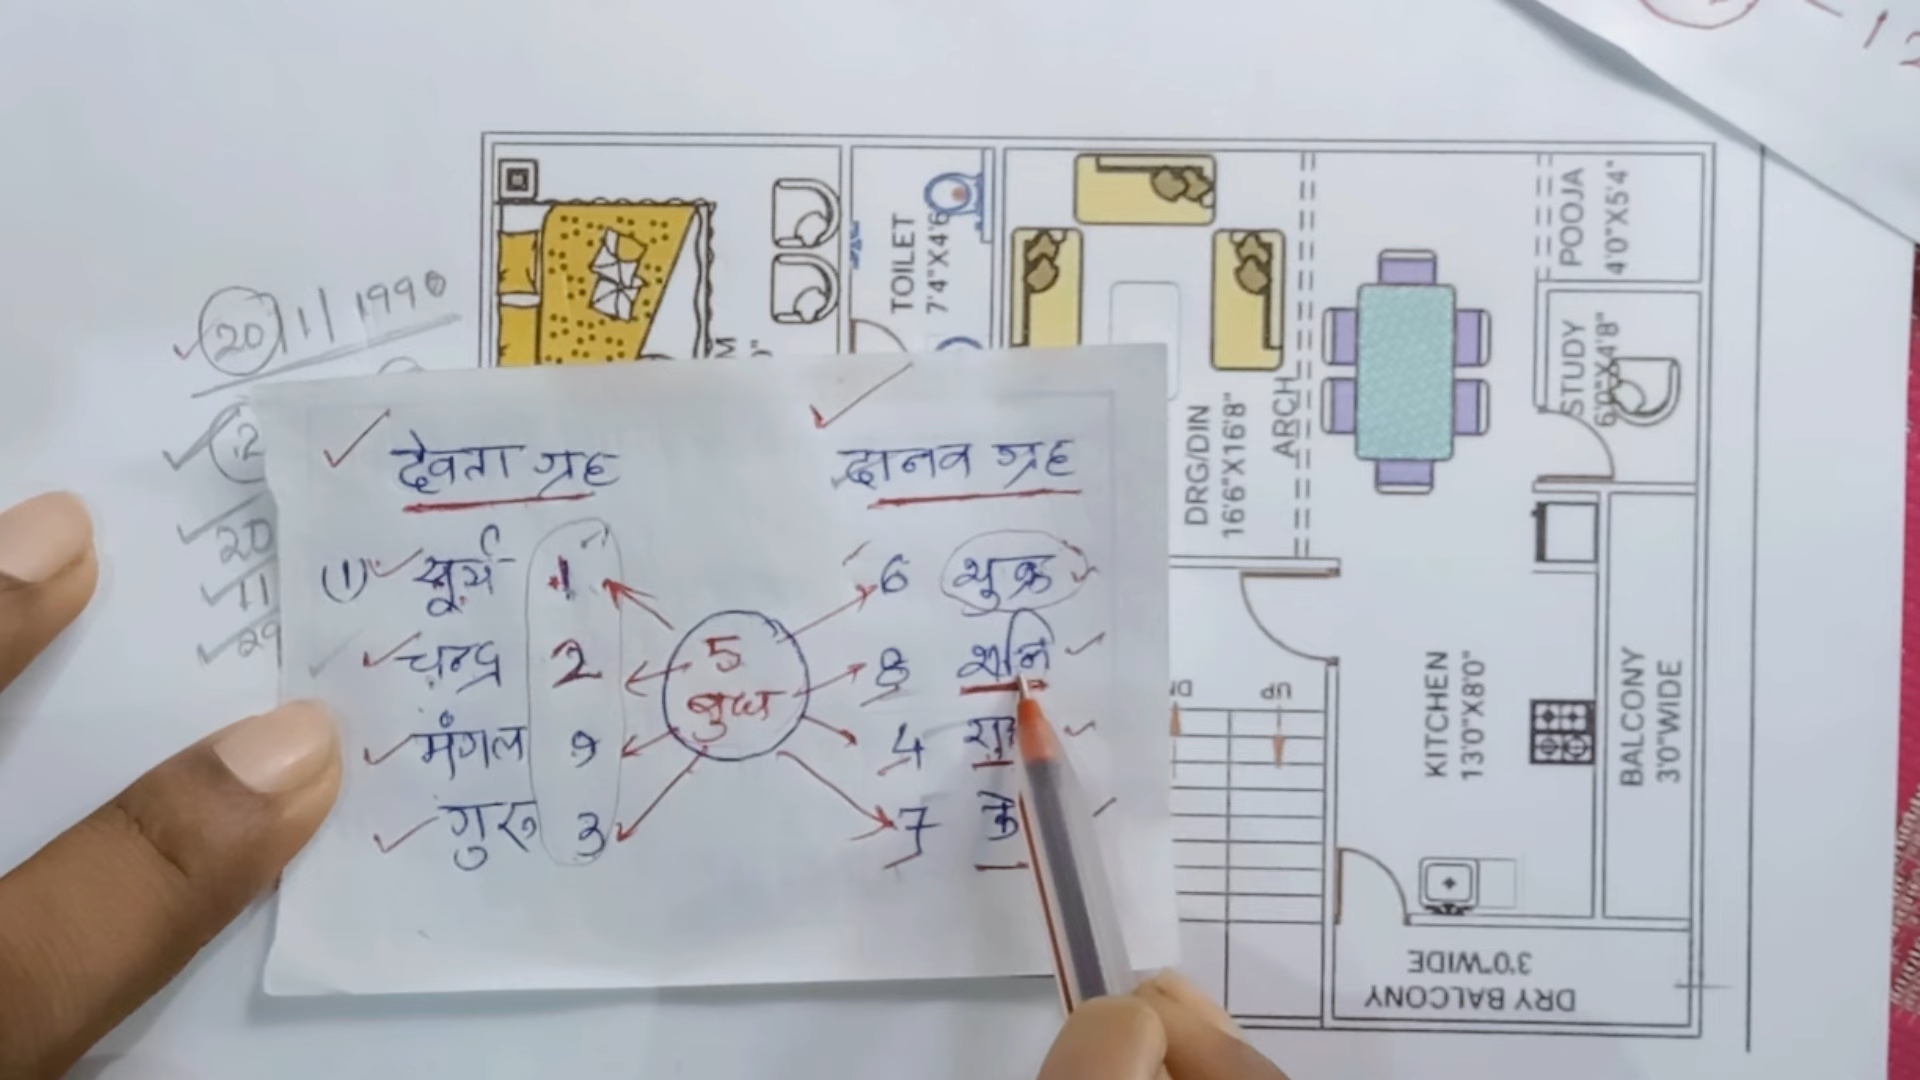 20/1/1990
20
11
29
देवता ग्रह
दानव ग्रह
(1) सूर्य 1
चन्द्र 2
मंगल 9
गुरु 3
5
बुध
6 शुक्र
8 शनि
4
7
TOILET
7'4"X4'6
DRG/DIN
16'6"X16'8"
ARCH
POOJA
4'0"X5'4"
STUDY
6'0"X4'8"
KITCHEN
13'0"X8'0"
BALCONY
3'0"WIDE
DN
UP
DRY BALCONY
3'0"WIDE